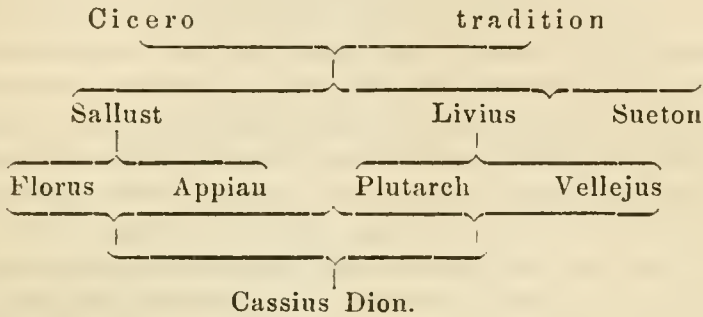 Cicero tradition
Sallust Livius Sueton
Florus Appian Plutarch Vellejus
Cassius Dion.